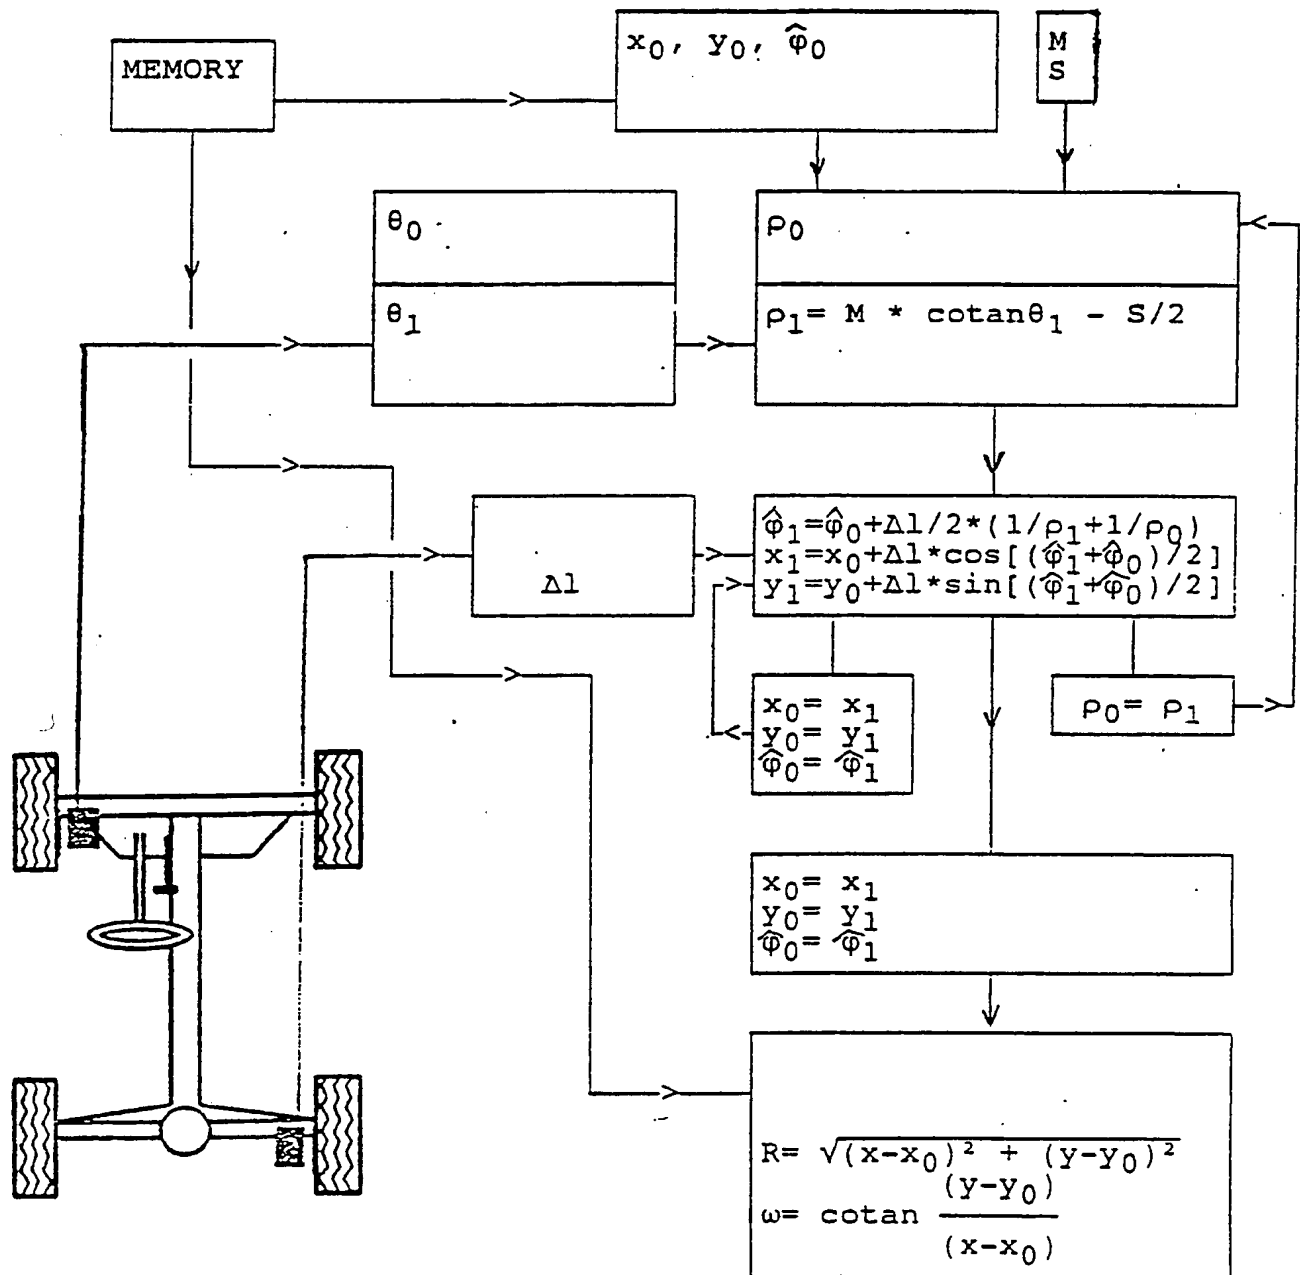 MEMORY
x₀, y₀, φ̂₀
M
S
θ₀
ρ₀
θ₁
ρ₁= M * cotanθ₁ - S/2
Δl
φ̂₁=φ̂₀+Δl/2*(1/ρ₁+1/ρ₀)
x₁=x₀+Δl*cos[(φ̂₁+φ̂₀)/2]
y₁=y₀+Δl*sin[(φ̂₁+φ̂₀)/2]
x₀= x₁
y₀= y₁
φ̂₀= φ̂₁
ρ₀= ρ₁
x₀= x₁
y₀= y₁
φ̂₀= φ̂₁
R= √(x-x₀)² + (y-y₀)²
ω= cotan (y-y₀)/(x-x₀)